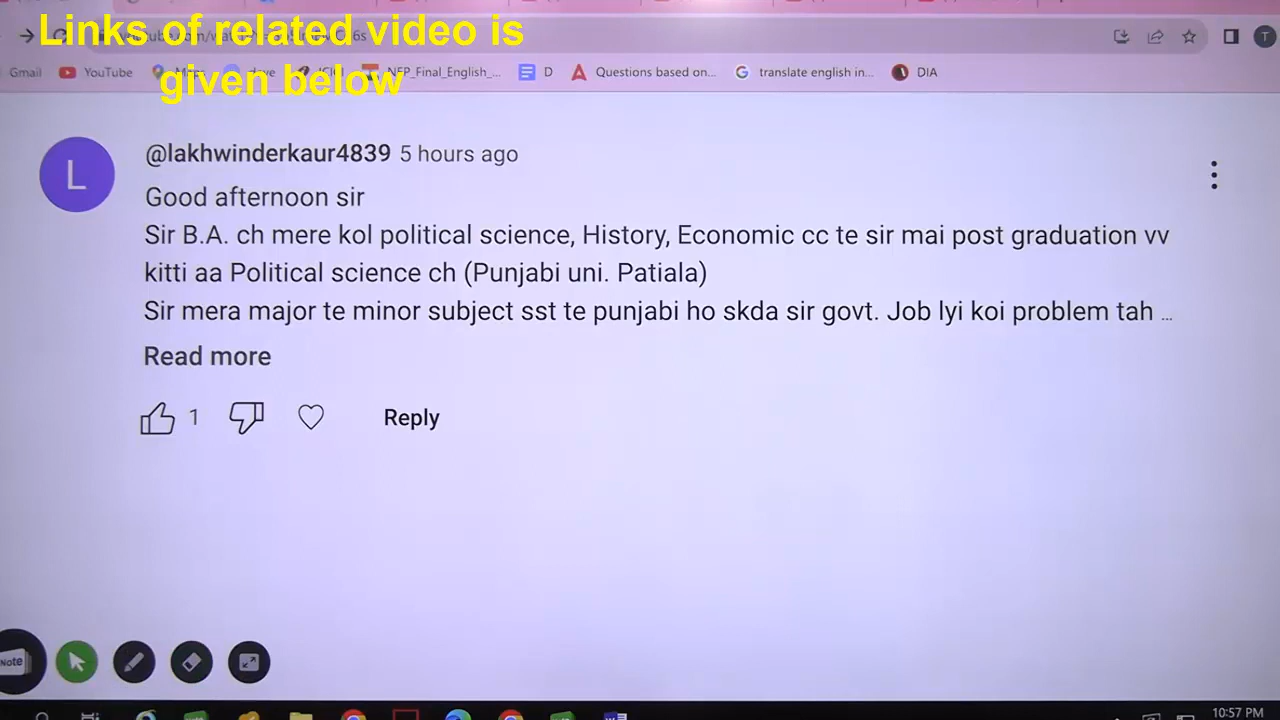 Links of related video is
given below
Gmail YouTube NEP_Final_English_... D Questions based on... translate english in... DIA
T
L
@lakhwinderkaur4839 5 hours ago
Good afternoon sir
Sir B.A. ch mere kol political science, History, Economic cc te sir mai post graduation vv
kitti aa Political science ch (Punjabi uni. Patiala)
Sir mera major te minor subject sst te punjabi ho skda sir govt. Job lyi koi problem tah ...
Read more
1 Reply
Note
10:57 PM